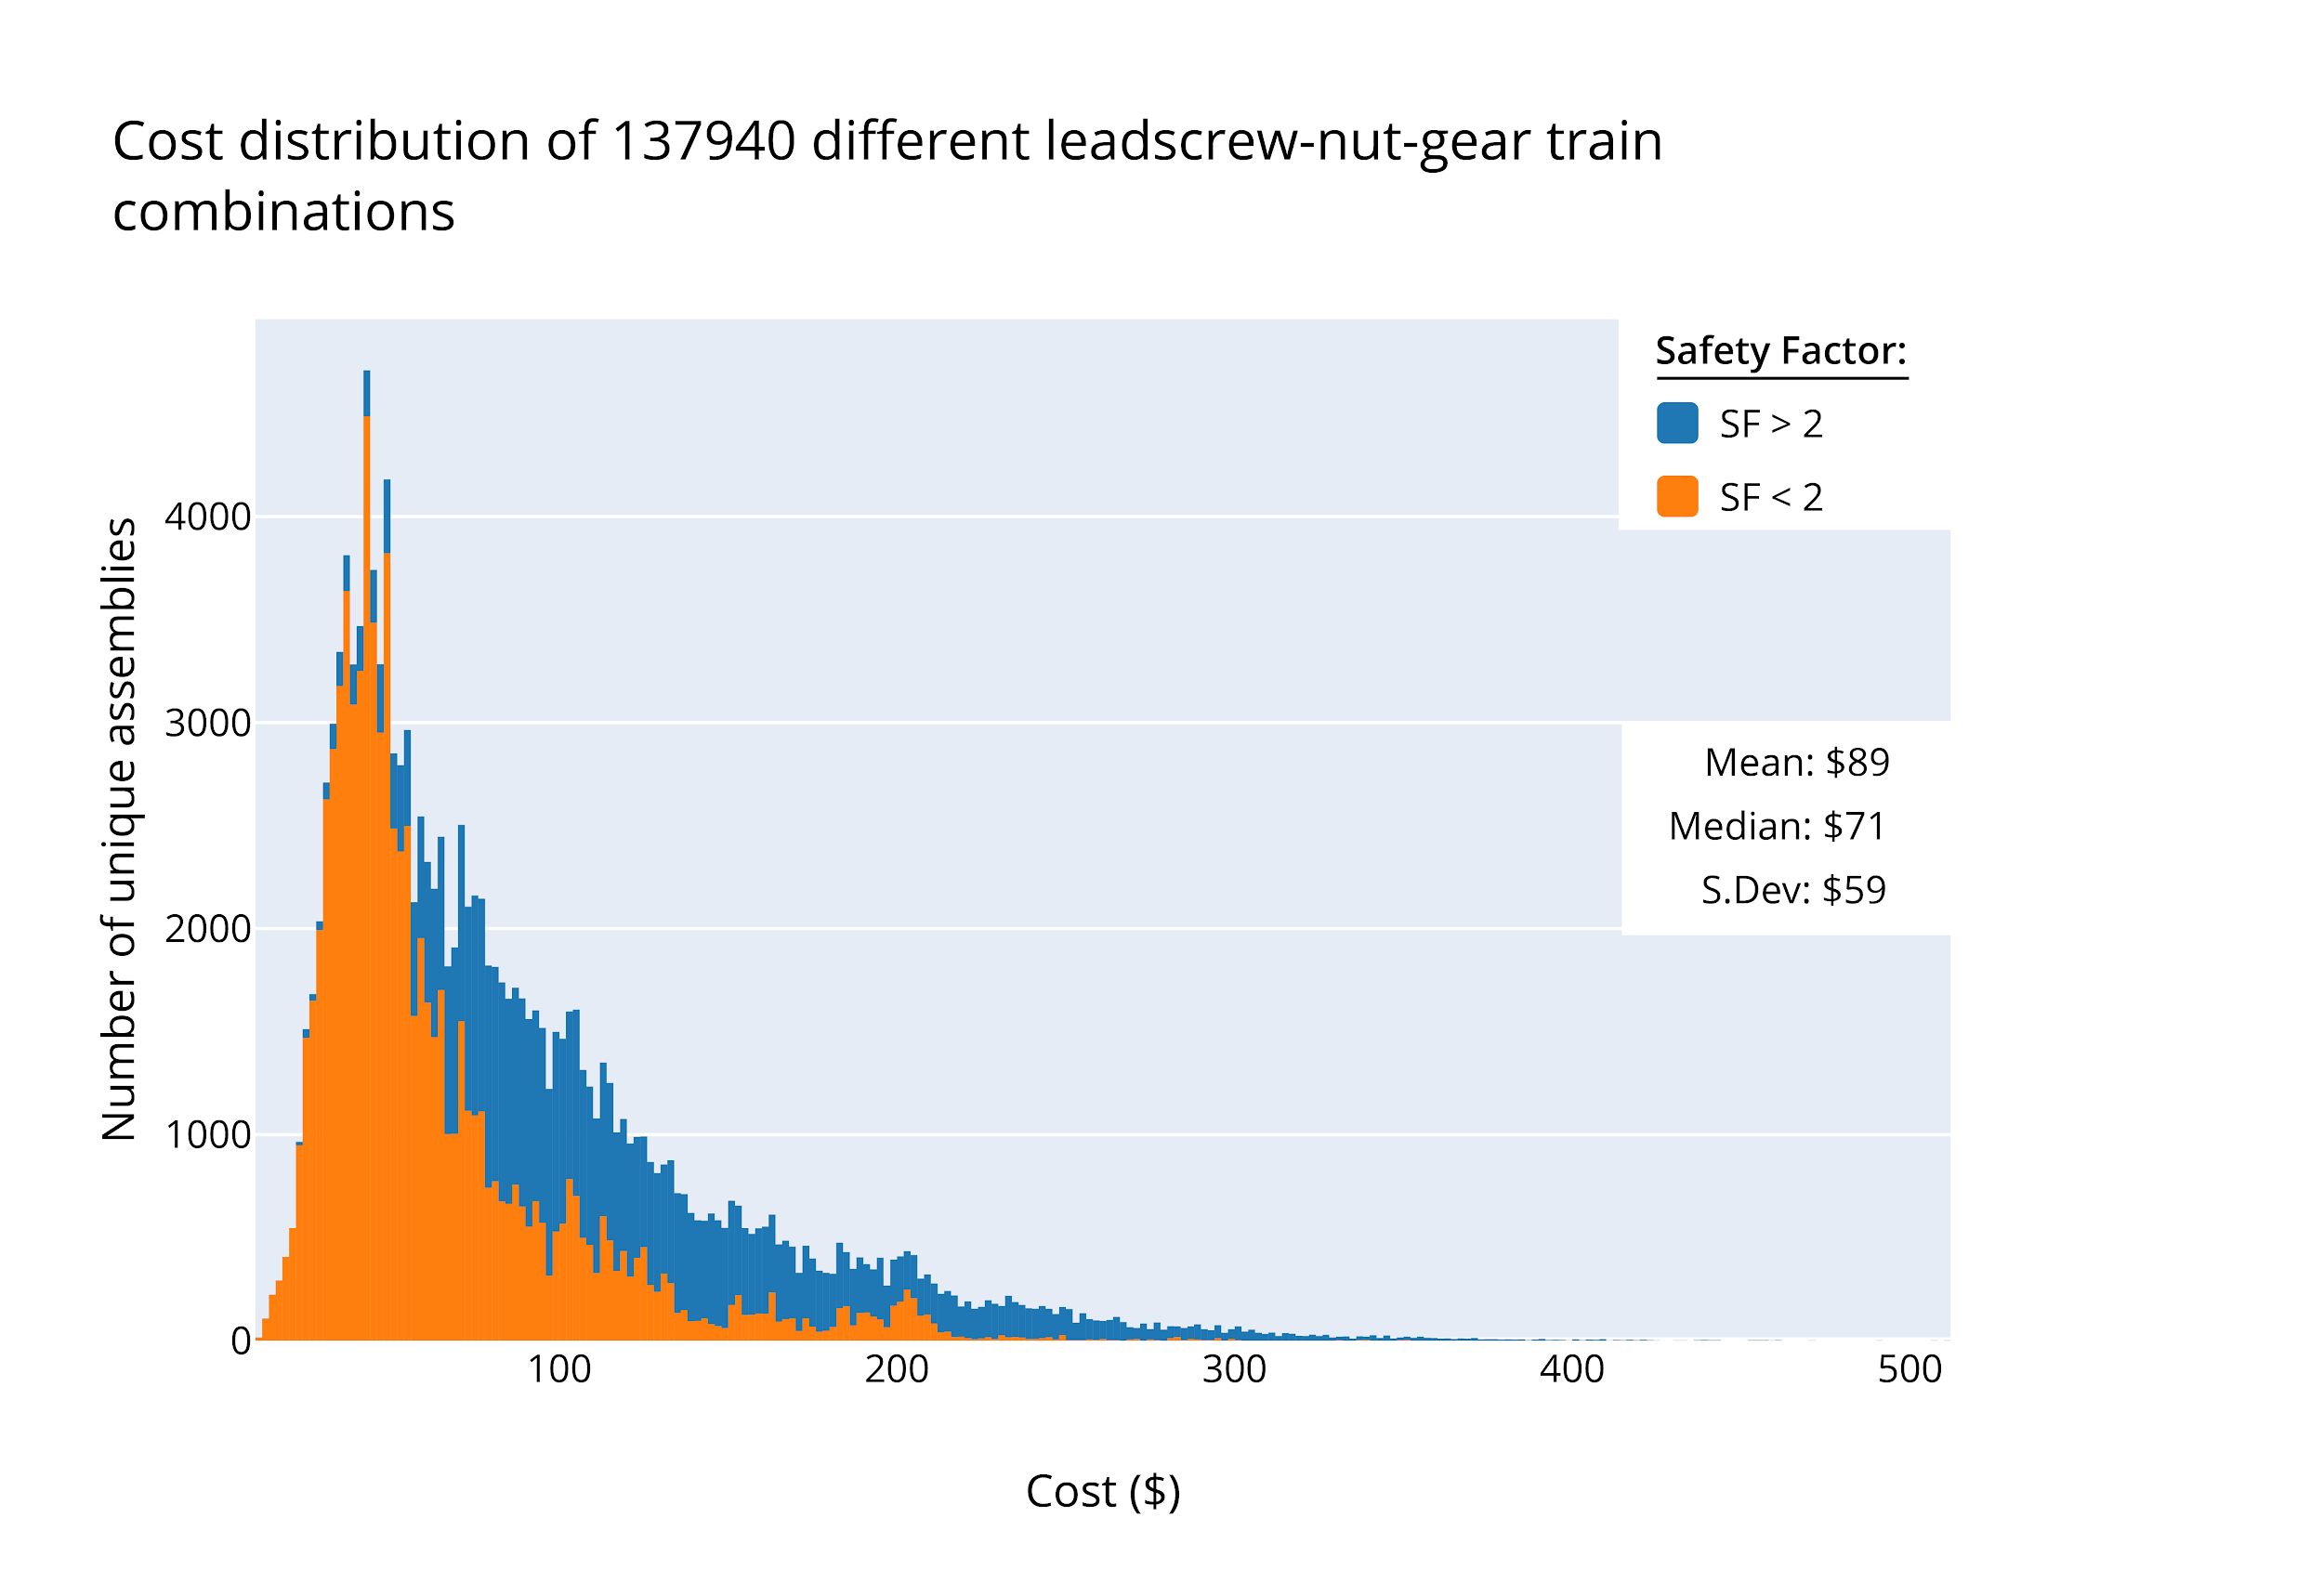 Cost distribution of 137940 different leadscrew-nut-gear train
combinations
Safety Factor:
SF > 2
SF < 2
Mean: $89
Median: $71
S.Dev: $59
Number of unique assemblies
4000
3000
2000
1000
0
100
200
300
400
500
Cost ($)